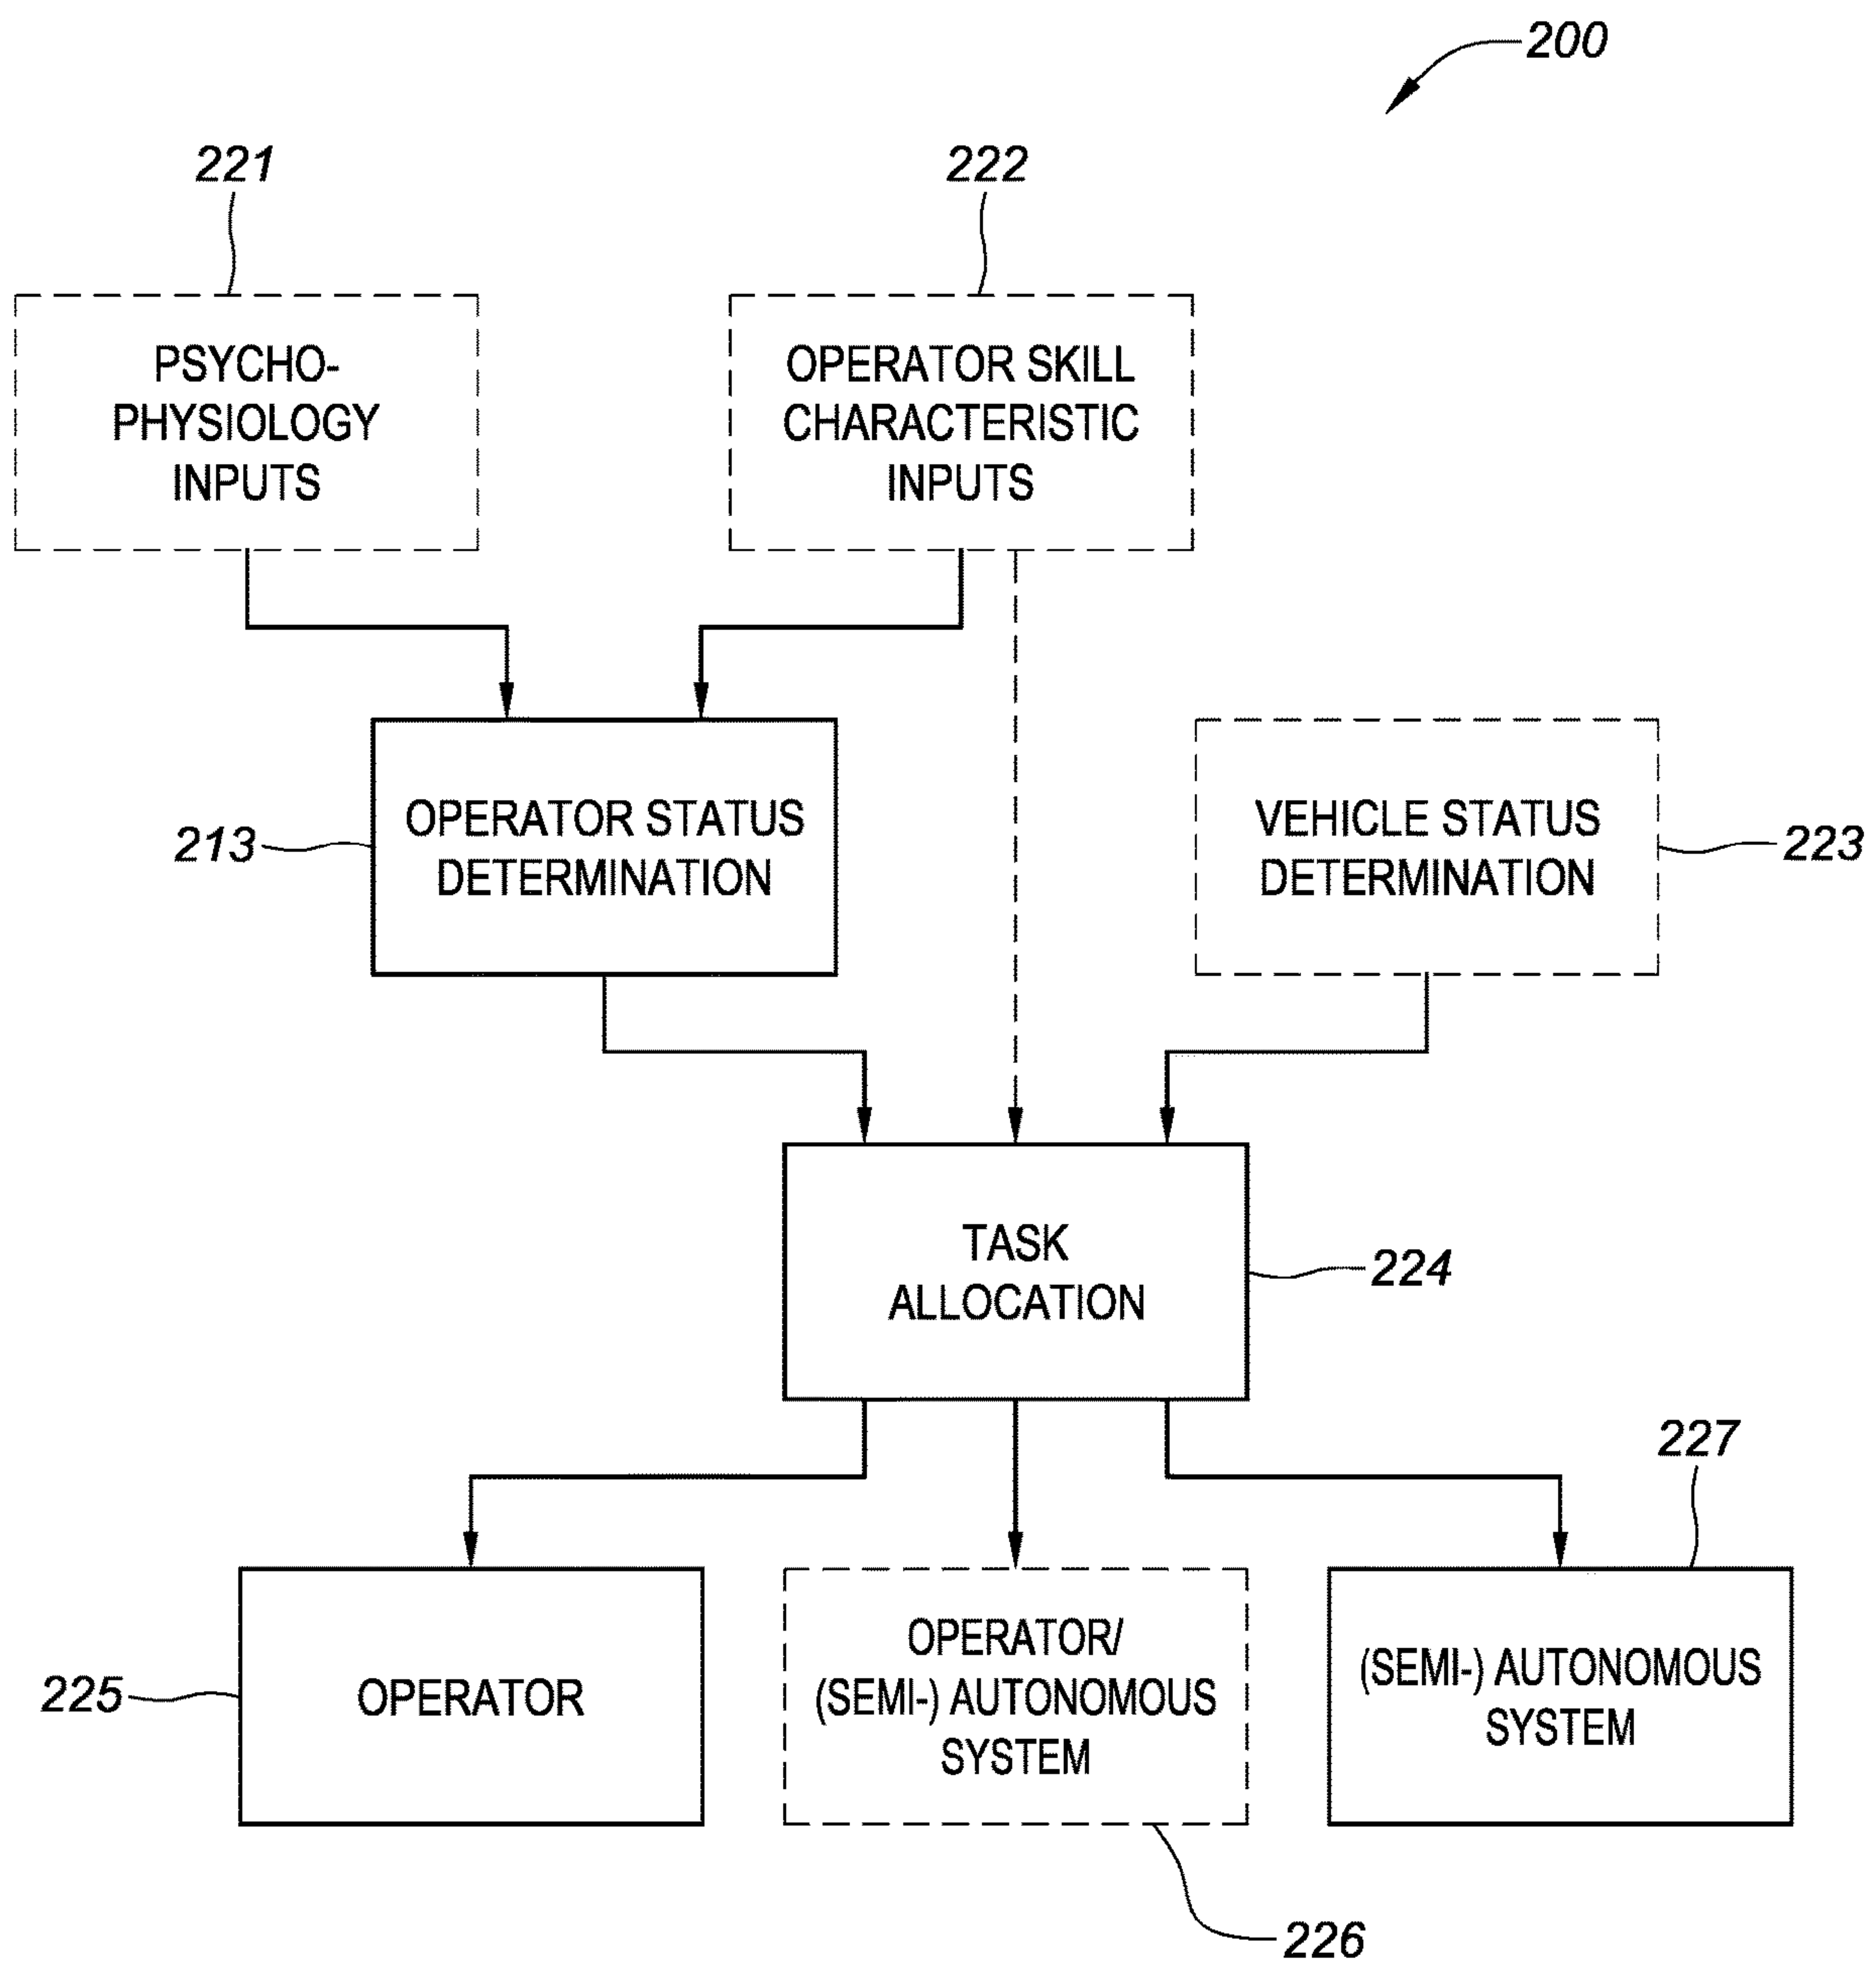 200
221
222
PSYCHO-
PHYSIOLOGY
INPUTS
OPERATOR SKILL
CHARACTERISTIC
INPUTS
213
OPERATOR STATUS
DETERMINATION
VEHICLE STATUS
DETERMINATION
223
TASK
ALLOCATION
224
227
225
OPERATOR
OPERATOR/
(SEMI-) AUTONOMOUS
SYSTEM
(SEMI-) AUTONOMOUS
SYSTEM
226